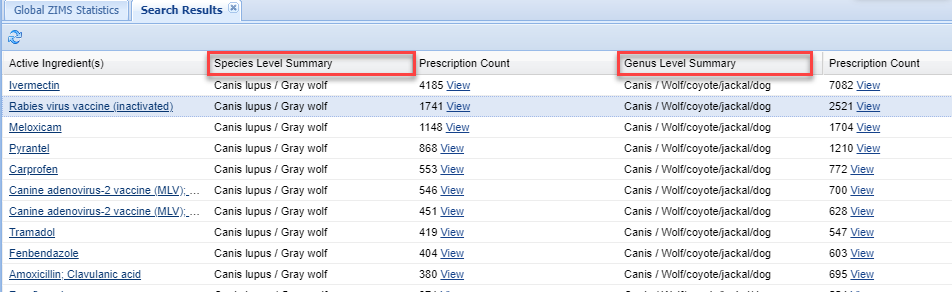 Global ZIMS Statistics Search Results
Active Ingredient(s) Species Level Summary Prescription Count Genus Level Summary Prescription Count
Ivermectin Canis lupus / Gray wolf 4185 View Canis / Wolf/coyote/jackal/dog 7082 View
Rabies virus vaccine (inactivated) Canis lupus / Gray wolf 1741 View Canis / Wolf/coyote/jackal/dog 2521 View
Meloxicam Canis lupus / Gray wolf 1148 View Canis / Wolf/coyote/jackal/dog 1704 View
Pyrantel Canis lupus / Gray wolf 868 View Canis / Wolf/coyote/jackal/dog 1210 View
Carprofen Canis lupus / Gray wolf 553 View Canis / Wolf/coyote/jackal/dog 772 View
Canine adenovirus-2 vaccine (MLV); ... Canis lupus / Gray wolf 546 View Canis / Wolf/coyote/jackal/dog 700 View
Canine adenovirus-2 vaccine (MLV); ... Canis lupus / Gray wolf 451 View Canis / Wolf/coyote/jackal/dog 628 View
Tramadol Canis lupus / Gray wolf 419 View Canis / Wolf/coyote/jackal/dog 547 View
Fenbendazole Canis lupus / Gray wolf 404 View Canis / Wolf/coyote/jackal/dog 603 View
Amoxicillin; Clavulanic acid Canis lupus / Gray wolf 380 View Canis / Wolf/coyote/jackal/dog 695 View